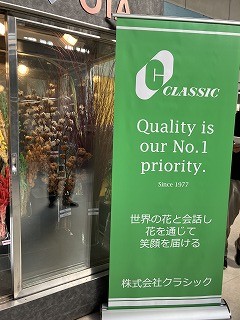 OTA
CLASSIC
Quality is
our No.1
priority.
Since 1977
世界の花と会話し
花を通じて
笑顔を届ける
株式会社クラシック